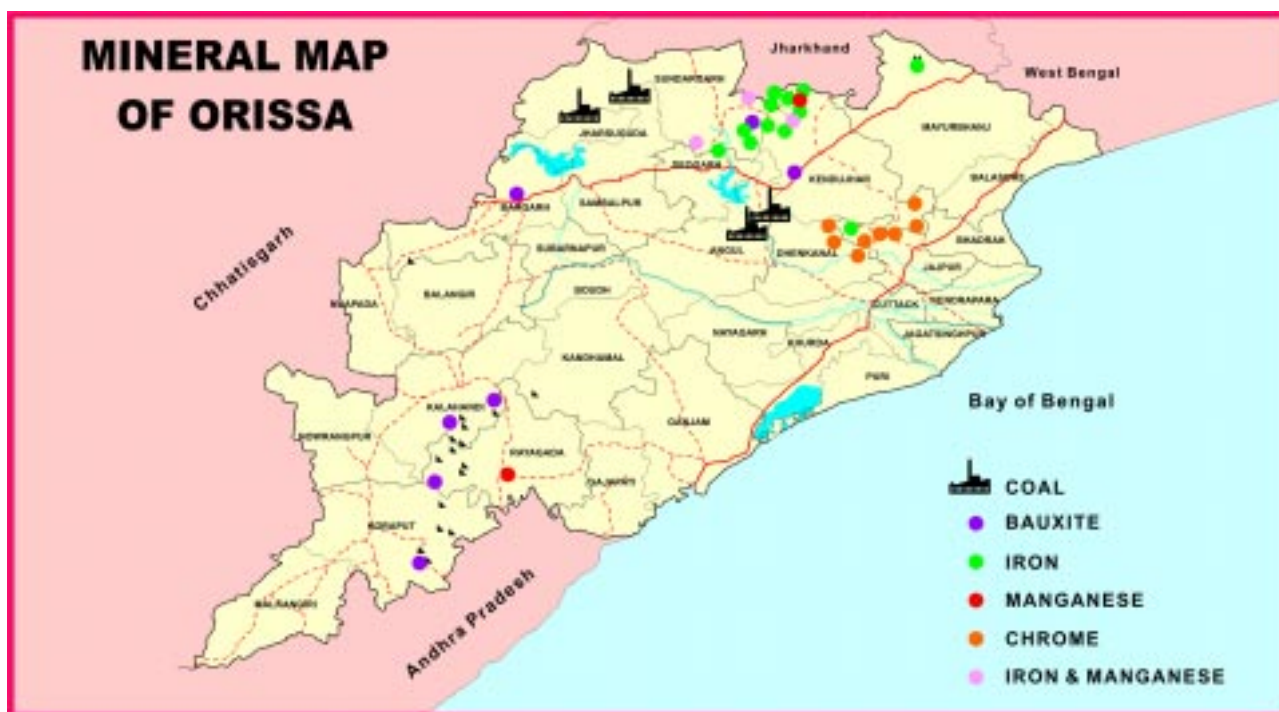 MINERAL MAP
OF ORISSA
Jharkhand
West Bengal
SUNDARGARH
JHARSUGUDA
MAYURBHANJ
DEOGARH
KENDUJHAR
BALASORE
BARGARH
SAMBALPUR
SUBARNAPUR
ANGUL
DHENKANAL
BHADRAK
JAJPUR
Chhatisgarh
NUAPADA
BALANGIR
BOUDH
CUTTACK
KENDRAPARA
NAYAGARH
KHURDA
JAGATSINGHPUR
KANDHAMAL
PURI
Bay of Bengal
KALAHANDI
GANJAM
NOWRANGPUR
RAYAGADA
GAJAPATI
KORAPUT
MALKANGIRI
Andhra Pradesh
COAL
BAUXITE
IRON
MANGANESE
CHROME
IRON & MANGANESE